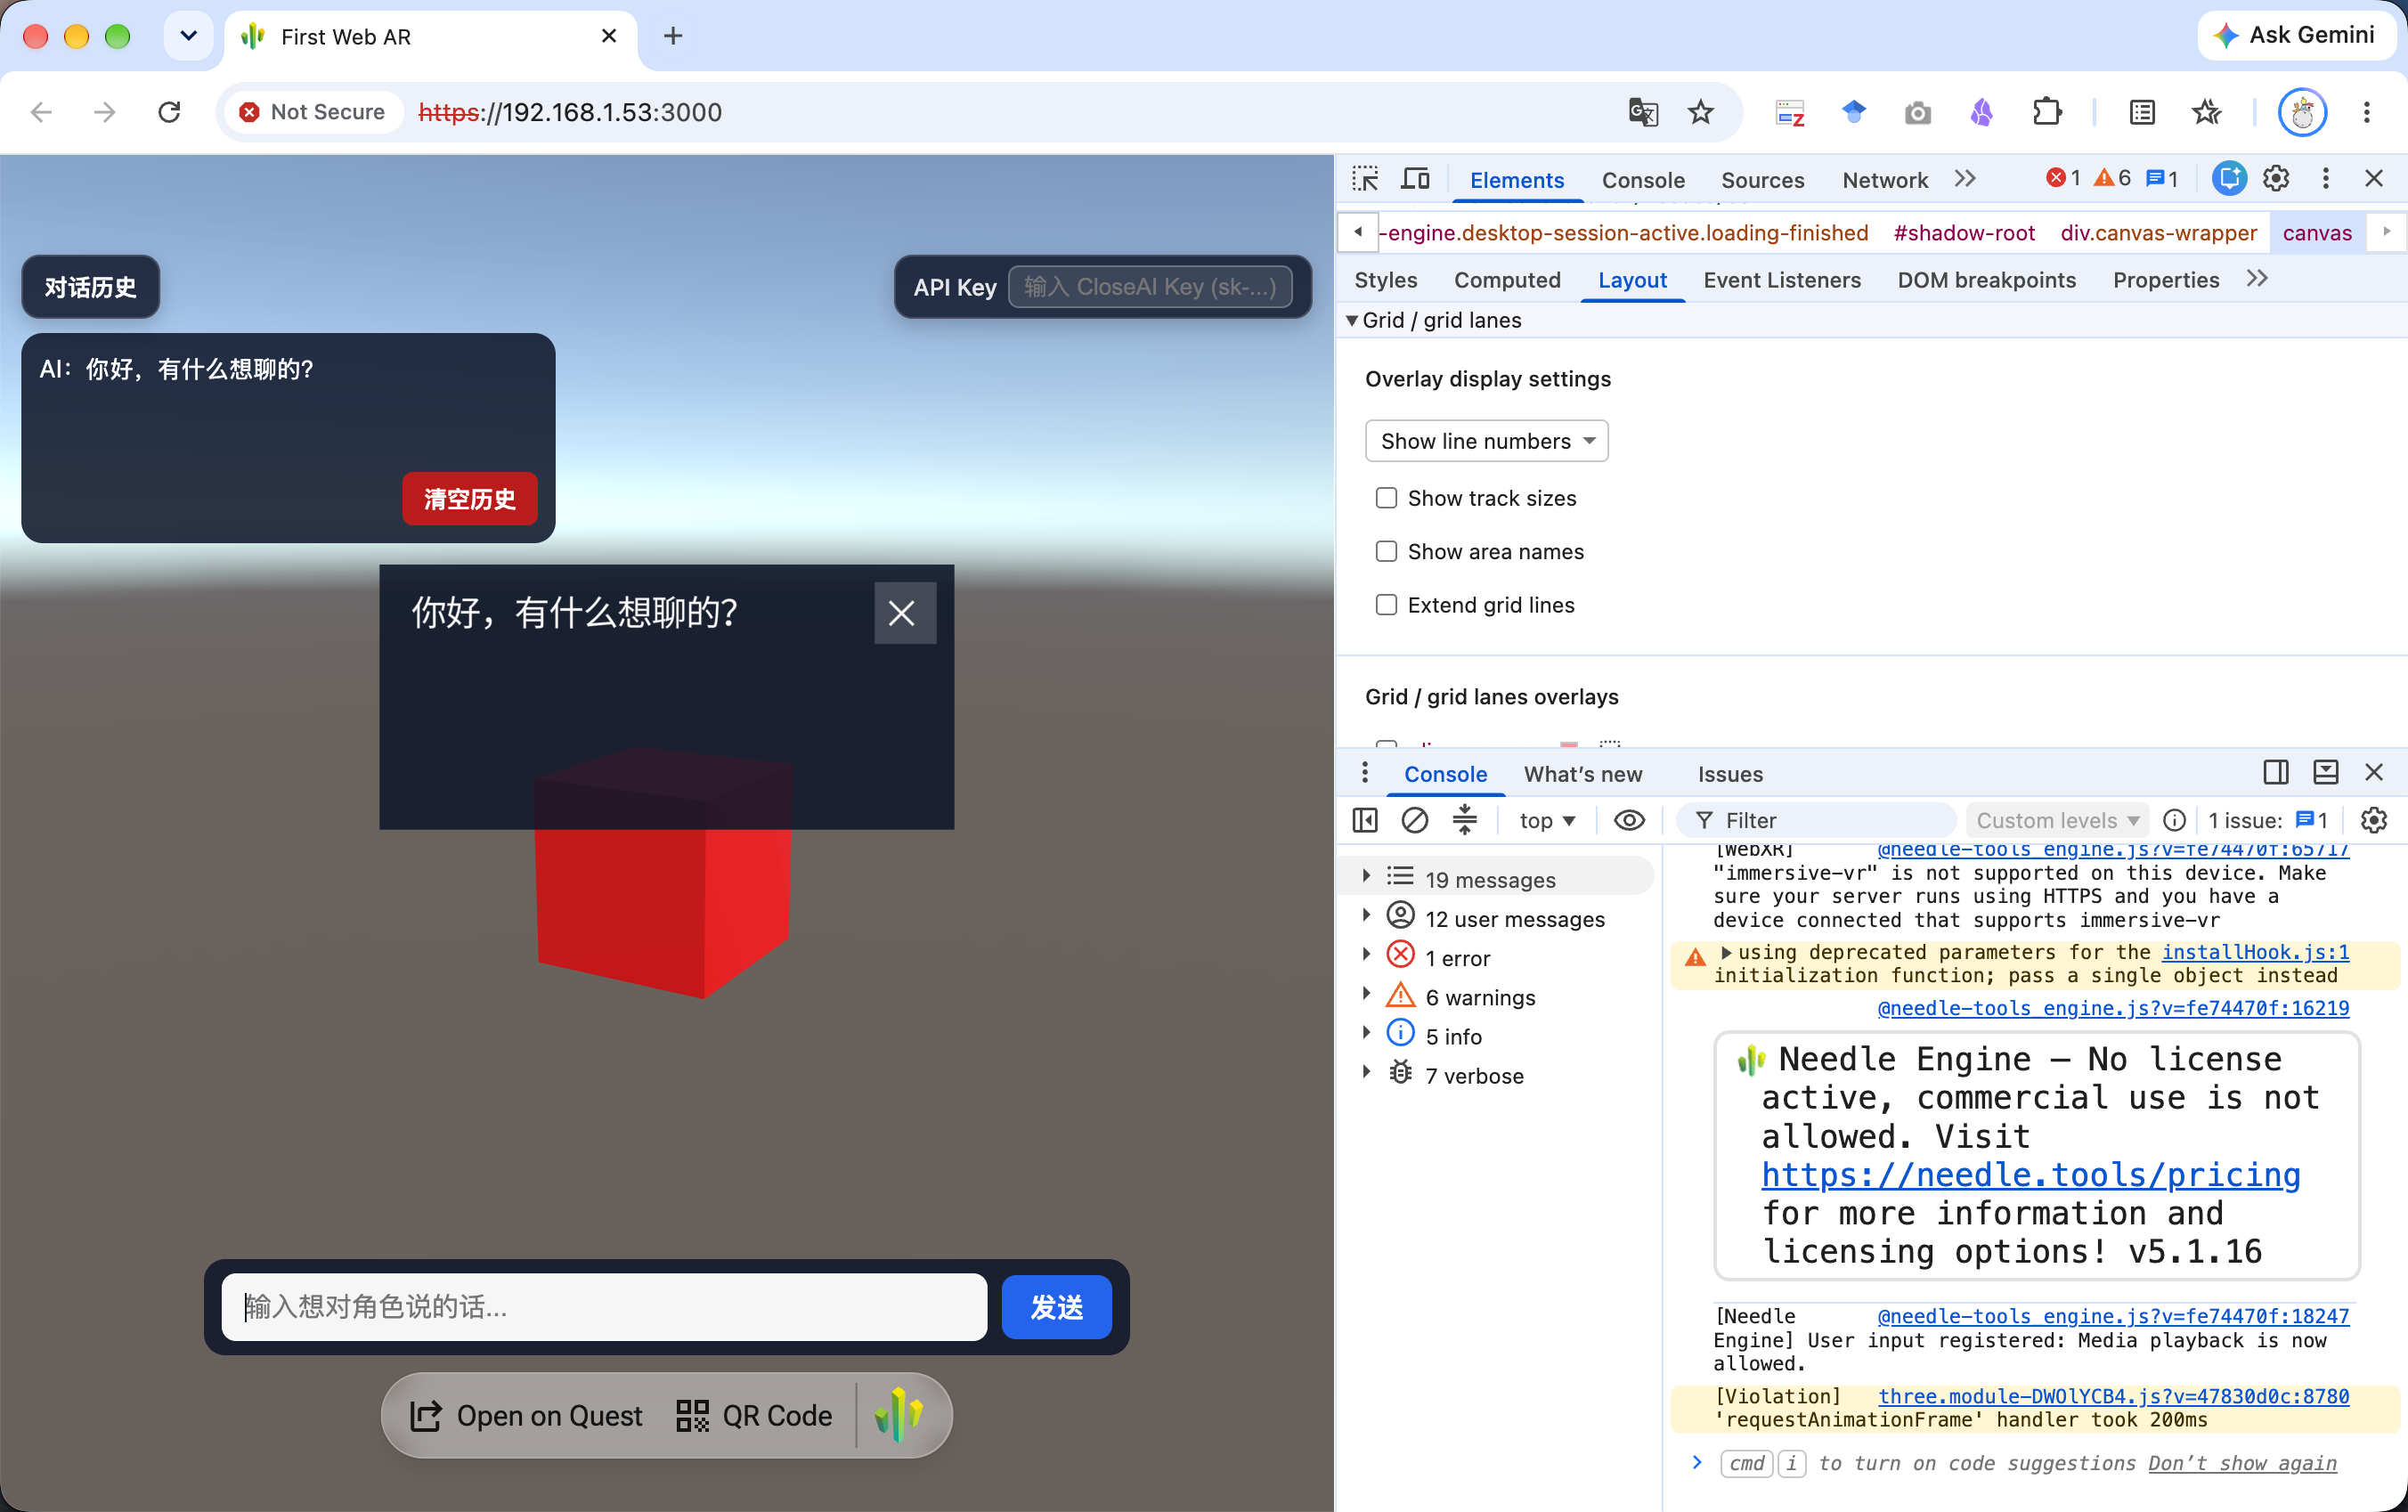 First Web AR
Ask Gemini
Not Secure
https://192.168.1.53:3000
对话历史
API Key
输入 CloseAI Key (sk-...)
AI：你好，有什么想聊的?
清空历史
你好，有什么想聊的?
输入想对角色说的话...
发送
Open on Quest
QR Code
Elements
Console
Sources
Network
1
6
1
-engine.desktop-session-active.loading-finished
#shadow-root
div.canvas-wrapper
canvas
Styles
Computed
Layout
Event Listeners
DOM breakpoints
Properties
Grid / grid lanes
Overlay display settings
Show line numbers
Show track sizes
Show area names
Extend grid lines
Grid / grid lanes overlays
Console
What's new
Issues
top
Filter
Custom levels
1 issue:
1
19 messages
12 user messages
1 error
6 warnings
5 info
7 verbose
[WebXR] @needle-tools_engine.js?v=fe74470f:65717
"immersive-vr" is not supported on this device. Make
sure your server runs using HTTPS and you have a
device connected that supports immersive-vr
using deprecated parameters for the installHook.js:1
initialization function; pass a single object instead
@needle-tools_engine.js?v=fe74470f:16219
Needle Engine — No license
active, commercial use is not
allowed. Visit
https://needle.tools/pricing
for more information and
licensing options! v5.1.16
[Needle @needle-tools_engine.js?v=fe74470f:18247
Engine] User input registered: Media playback is now
allowed.
[Violation] three.module-DWOlYCB4.js?v=47830d0c:8780
'requestAnimationFrame' handler took 200ms
cmd i to turn on code suggestions Don't show again